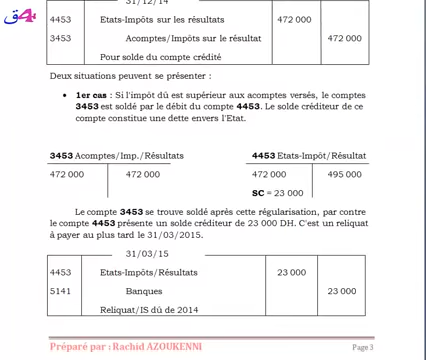 ق4
31/12/14
4453 Etats-Impôts sur les résultats 472 000
3453 Acomptes/Impôts sur le résultat 472 000
Pour solde du compte crédité
Deux situations peuvent se présenter :
• 1er cas : Si l'impôt dû est supérieur aux acomptes versés, le comptes
3453 est soldé par le débit du compte 4453. Le solde créditeur de ce
compte constitue une dette envers l'Etat.
3453 Acomptes/Imp./Résultats 4453 Etats-Impôt/Résultat
472 000 472 000 472 000 495 000
SC = 23 000
Le compte 3453 se trouve soldé après cette régularisation, par contre
le compte 4453 présente un solde créditeur de 23 000 DH. C'est un reliquat
à payer au plus tard le 31/03/2015.
31/03/15
4453 Etats-Impôts/Résultats 23 000
5141 Banques 23 000
Reliquat/IS dû de 2014
Préparé par : Rachid AZOUKENNI Page 3